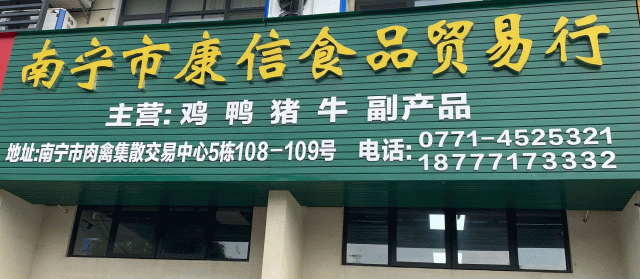 南宁市康信食品贸易行
主营: 鸡 鸭 猪 牛 副产品
地址:南宁市肉禽集散交易中心5栋108-109号
电话: 0771-4525321
18777173332